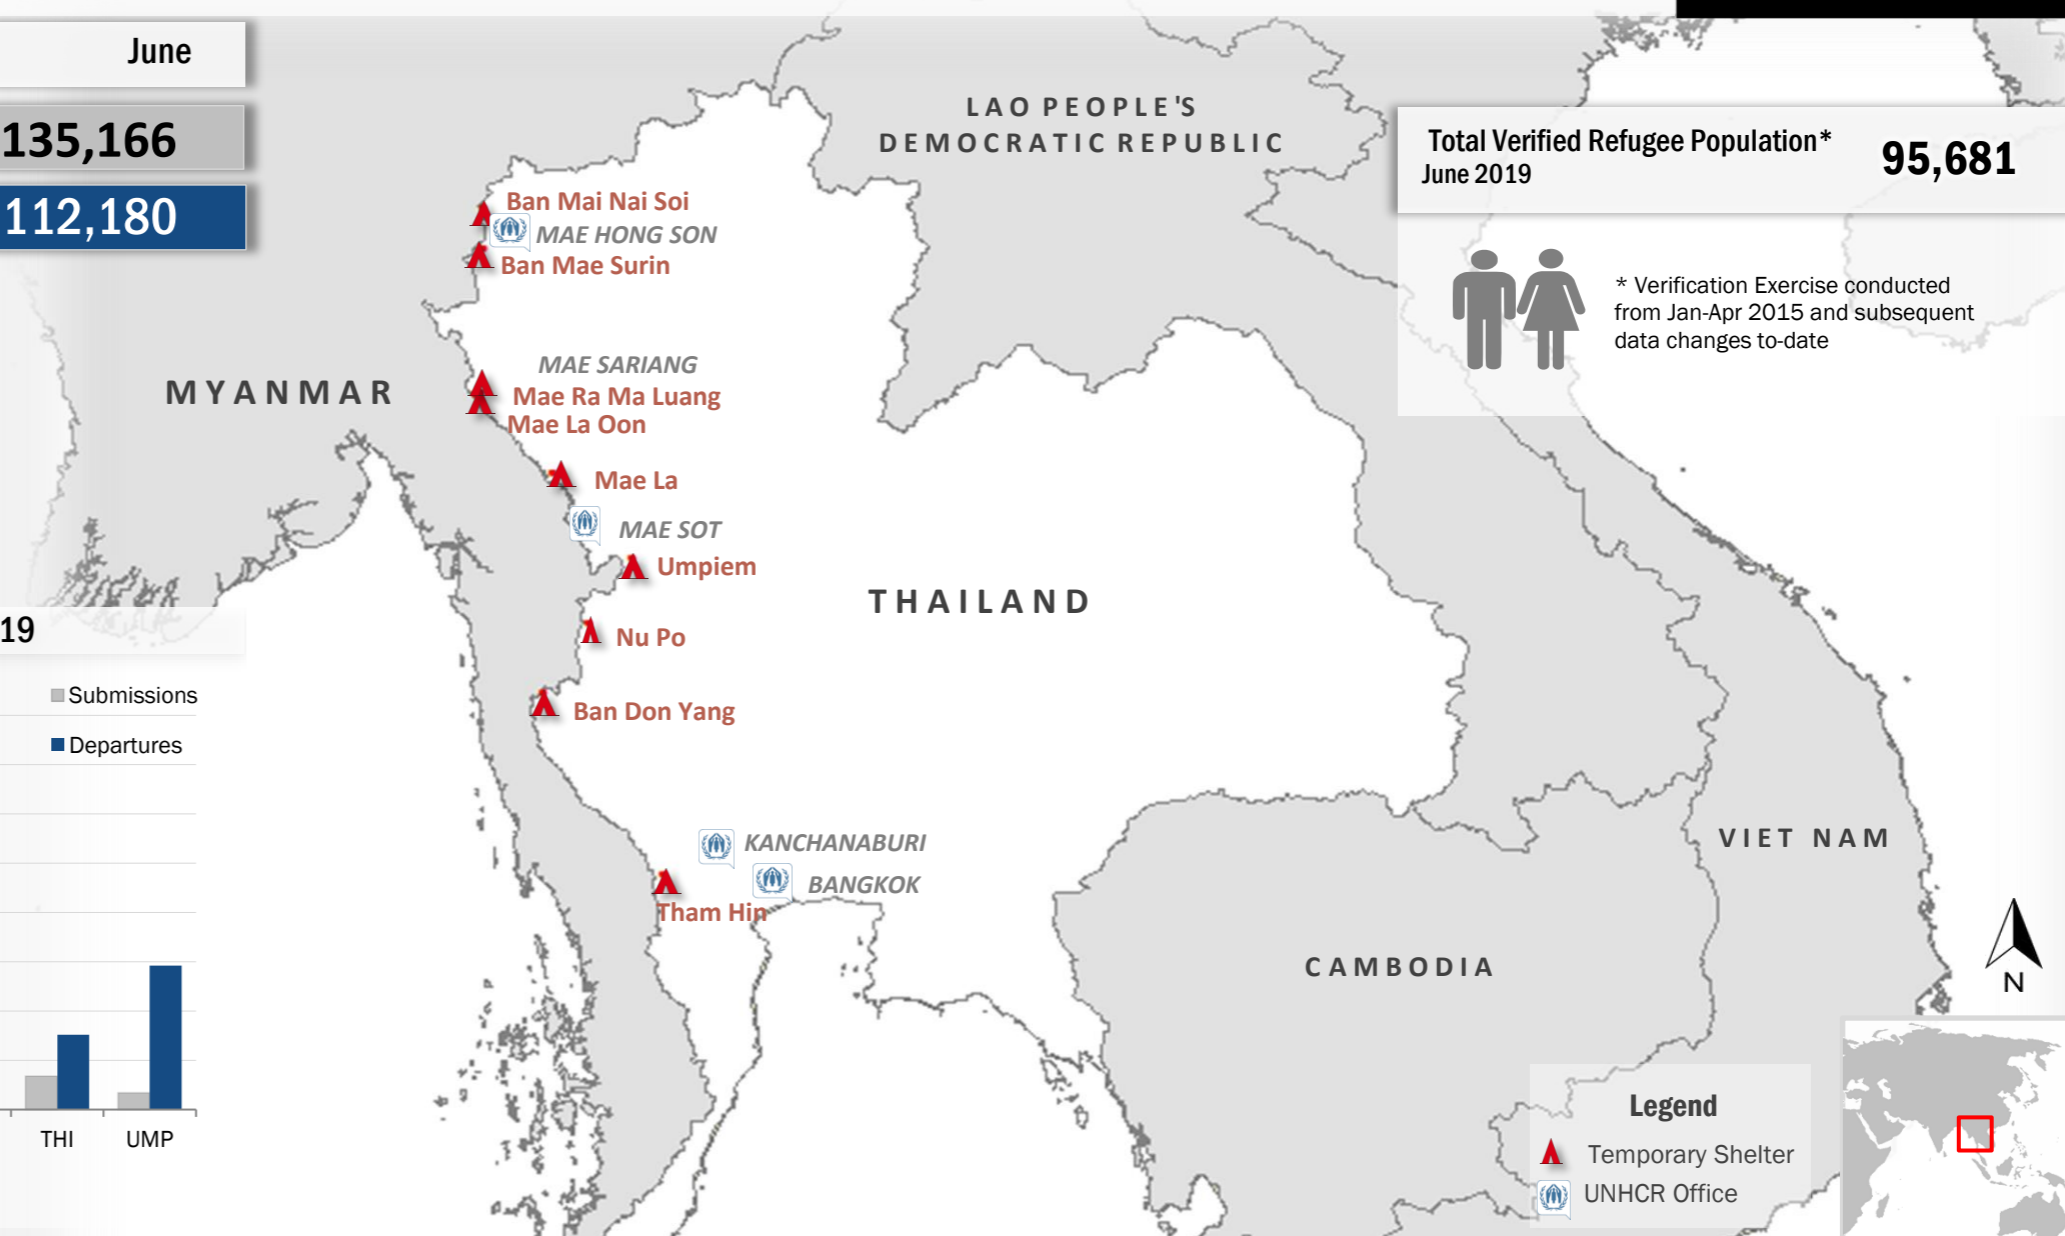 June
135,166
112,180
LAO PEOPLE'S
DEMOCRATIC REPUBLIC
Total Verified Refugee Population*
June 2019
95,681
* Verification Exercise conducted
from Jan-Apr 2015 and subsequent
data changes to-date
Ban Mai Nai Soi
MAE HONG SON
Ban Mae Surin
MYANMAR
MAE SARIANG
Mae Ra Ma Luang
Mae La Oon
Mae La
MAE SOT
Umpiem
THAILAND
Nu Po
Ban Don Yang
19
Submissions
Departures
THI
UMP
KANCHANABURI
BANGKOK
Tham Hin
VIET NAM
CAMBODIA
N
Legend
Temporary Shelter
UNHCR Office